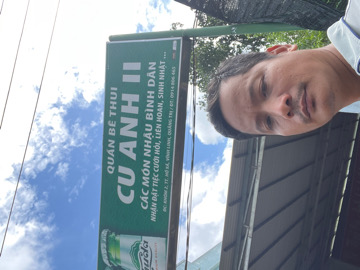 QUÁN BÊ THUI
CU ANH II
CÁC MÓN NHẬU BÌNH DÂN
NHẬN ĐẶT TIỆC CƯỚI HỎI, LIÊN HOAN, SINH NHẬT ...
Huda